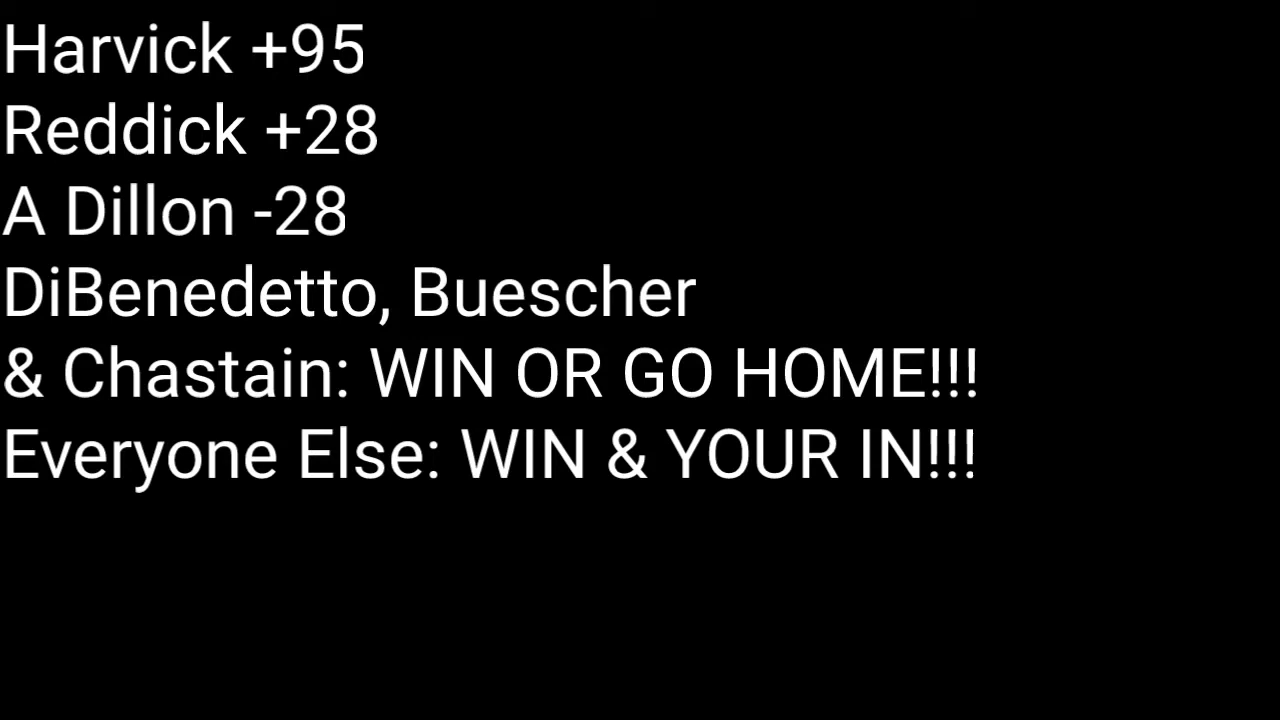 Harvick +95
Reddick +28
A Dillon -28
DiBenedetto, Buescher
& Chastain: WIN OR GO HOME!!!
Everyone Else: WIN & YOUR IN!!!